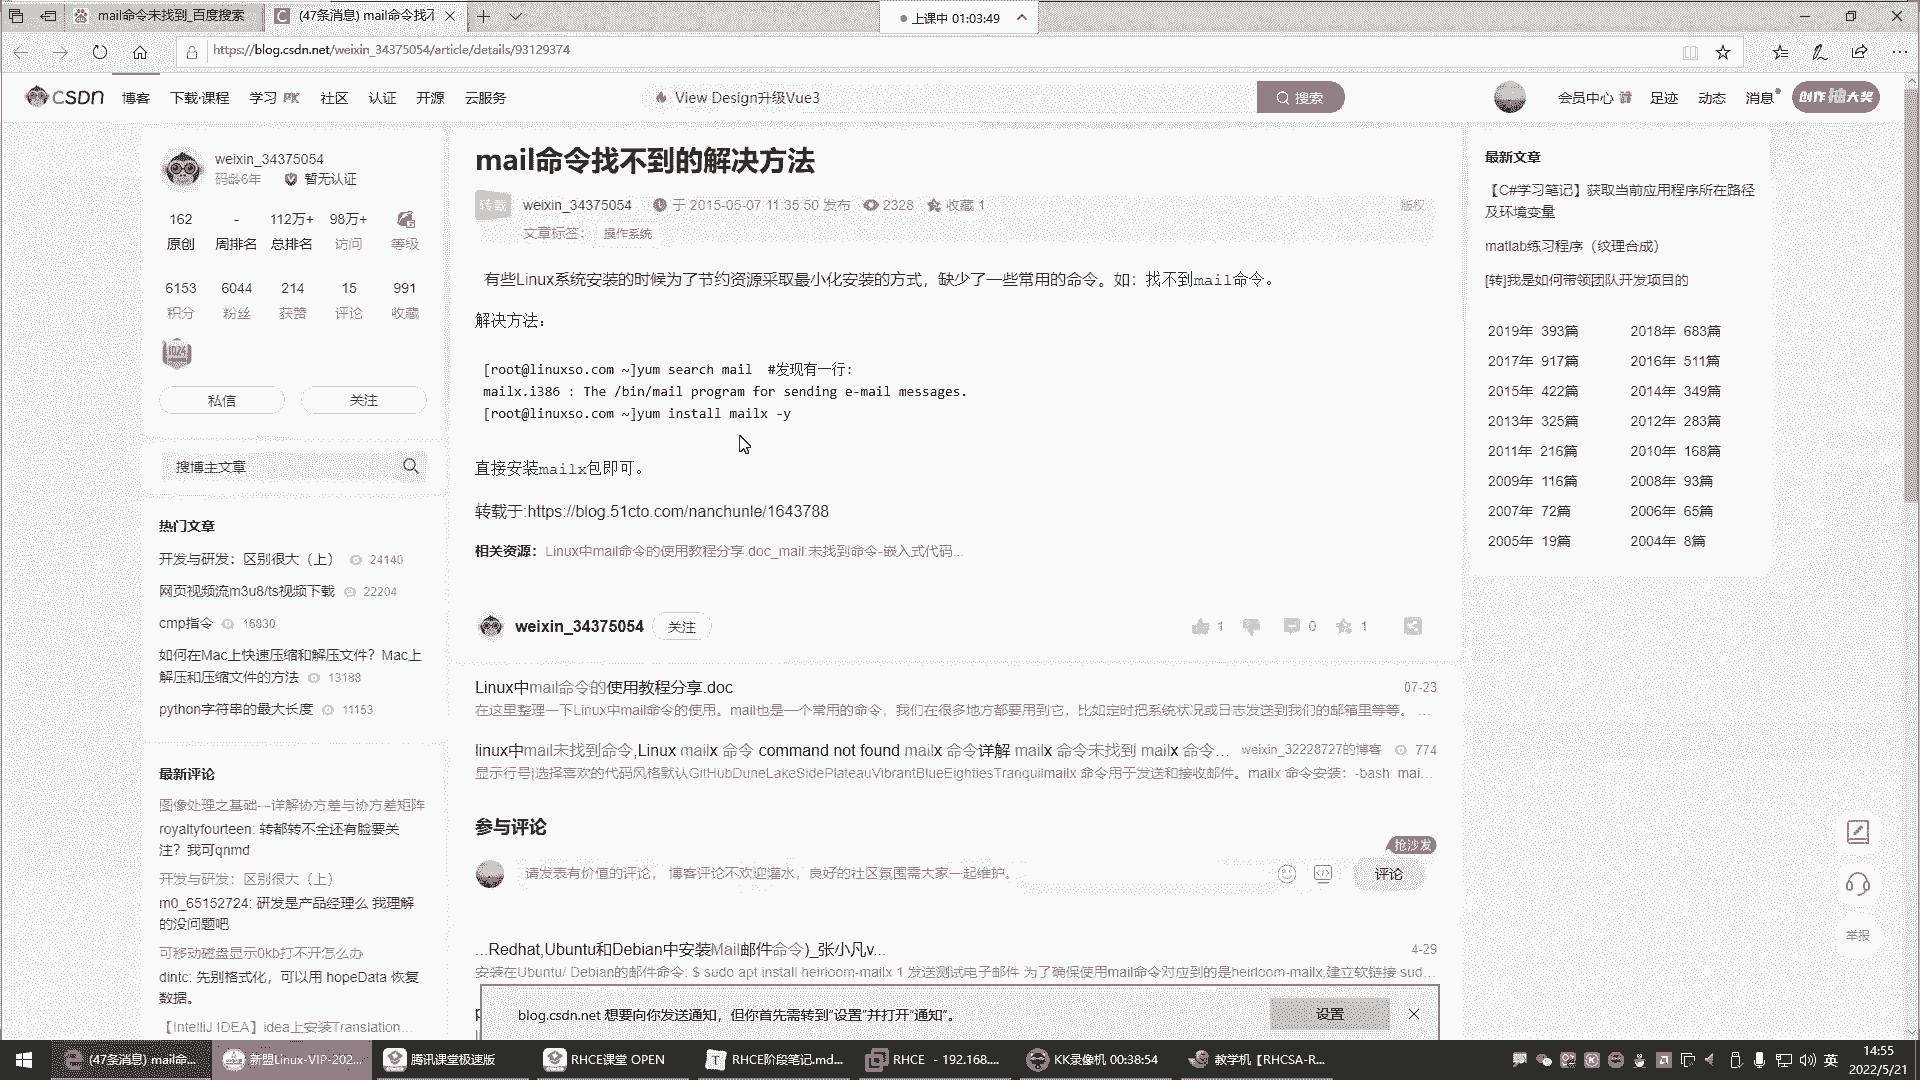 mail命令未找到_百度搜索
(47条消息) mail命令找不
上课中 01:03:49
https://blog.csdn.net/weixin_34375054/article/details/93129374
CSDN 博客 下载·课程 学习 PK 社区 认证 开源 云服务
View Design升级Vue3
搜索
会员中心 足迹 动态 消息 创作抽大奖
weixin_34375054
码龄6年 暂无认证
162 - 112万+ 98万+
原创 周排名 总排名 访问 等级
6153 6044 214 15 991
积分 粉丝 获赞 评论 收藏
1024
私信 关注
搜博主文章
热门文章
开发与研发：区别很大（上） 24140
网页视频流m3u8/ts视频下载 22204
cmp指令 16830
如何在Mac上快速压缩和解压文件？Mac上
解压和压缩文件的方法 13188
python字符串的最大长度 11153
最新评论
图像处理之基础---详解协方差与协方差矩阵
royaltyfourteen: 转都转不全还有脸要关
注？我可qnmd
开发与研发：区别很大（上）
m0_65152724: 研发是产品经理么 我理解
的没问题吧
可移动磁盘显示0kb打不开怎么办
dintc: 先别格式化，可以用 hopeData 恢复
数据。
【IntelliJ IDEA】idea上安装Translation...
mail命令找不到的解决方法
转载 weixin_34375054 于 2015-05-07 11:35:50 发布 2328 收藏 1 版权
文章标签： 操作系统
有些Linux系统安装的时候为了节约资源采取最小化安装的方式，缺少了一些常用的命令。如：找不到mail命令。
解决方法：
[root@linuxso.com ~]yum search mail  #发现有一行:
mailx.i386 : The /bin/mail program for sending e-mail messages.
[root@linuxso.com ~]yum install mailx -y
直接安装mailx包即可。
转载于:https://blog.51cto.com/nanchunle/1643788
相关资源：Linux中mail命令的使用教程分享.doc_mail:未找到命令-嵌入式代码...
weixin_34375054 关注
1 0 1
Linux中mail命令的使用教程分享.doc 07-23
在这里整理一下Linux中mail命令的使用。mail也是一个常用的命令，我们在很多地方都要用到它，比如定时把系统状况或日志发送到我们的邮箱里等等。 ...
linux中mail未找到命令,Linux mailx 命令 command not found mailx 命令详解 mailx 命令未找到 mailx 命令... weixin_32228727的博客 774
显示行号|选择喜欢的代码风格默认GitHubDuneLakeSidePlateauVibrantBlueEightiesTranquilmailx 命令用于发送和接收邮件。mailx 命令安装：-bash mai...
参与评论
抢沙发
请发表有价值的评论， 博客评论不欢迎灌水，良好的社区氛围需大家一起维护。
评论
...Redhat,Ubuntu和Debian中安装Mail邮件命令)_张小凡v... 4-29
安装在Ubuntu/ Debian的邮件命令: $ sudo apt install heirloom-mailx 1 发送测试电子邮件 为了确保使用mail命令对应到的是heirloom-mailx,建立软链接 sud...
blog.csdn.net 想要向你发送通知，但你首先需转到“设置”并打开“通知”。 设置
最新文章
【C#学习笔记】获取当前应用程序所在路径
及环境变量
matlab练习程序（纹理合成）
[转]我是如何带领团队开发项目的
2019年 393篇 2018年 683篇
2017年 917篇 2016年 511篇
2015年 422篇 2014年 349篇
2013年 325篇 2012年 283篇
2011年 216篇 2010年 168篇
2009年 116篇 2008年 93篇
2007年 72篇 2006年 65篇
2005年 19篇 2004年 8篇
举报
(47条消息) mail命... 新盟Linux-VIP-202... 腾讯课堂极速版 RHCE课堂 OPEN RHCE阶段笔记.md... RHCE - 192.168.... KK录像机 00:38:54 教学机【RHCSA-R...
英
14:55
2022/5/21